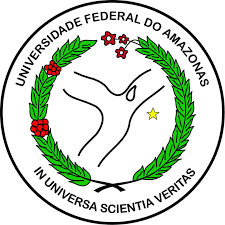 UNIVERSIDADE FEDERAL DO AMAZONAS
IN UNIVERSA SCIENTIA VERITAS